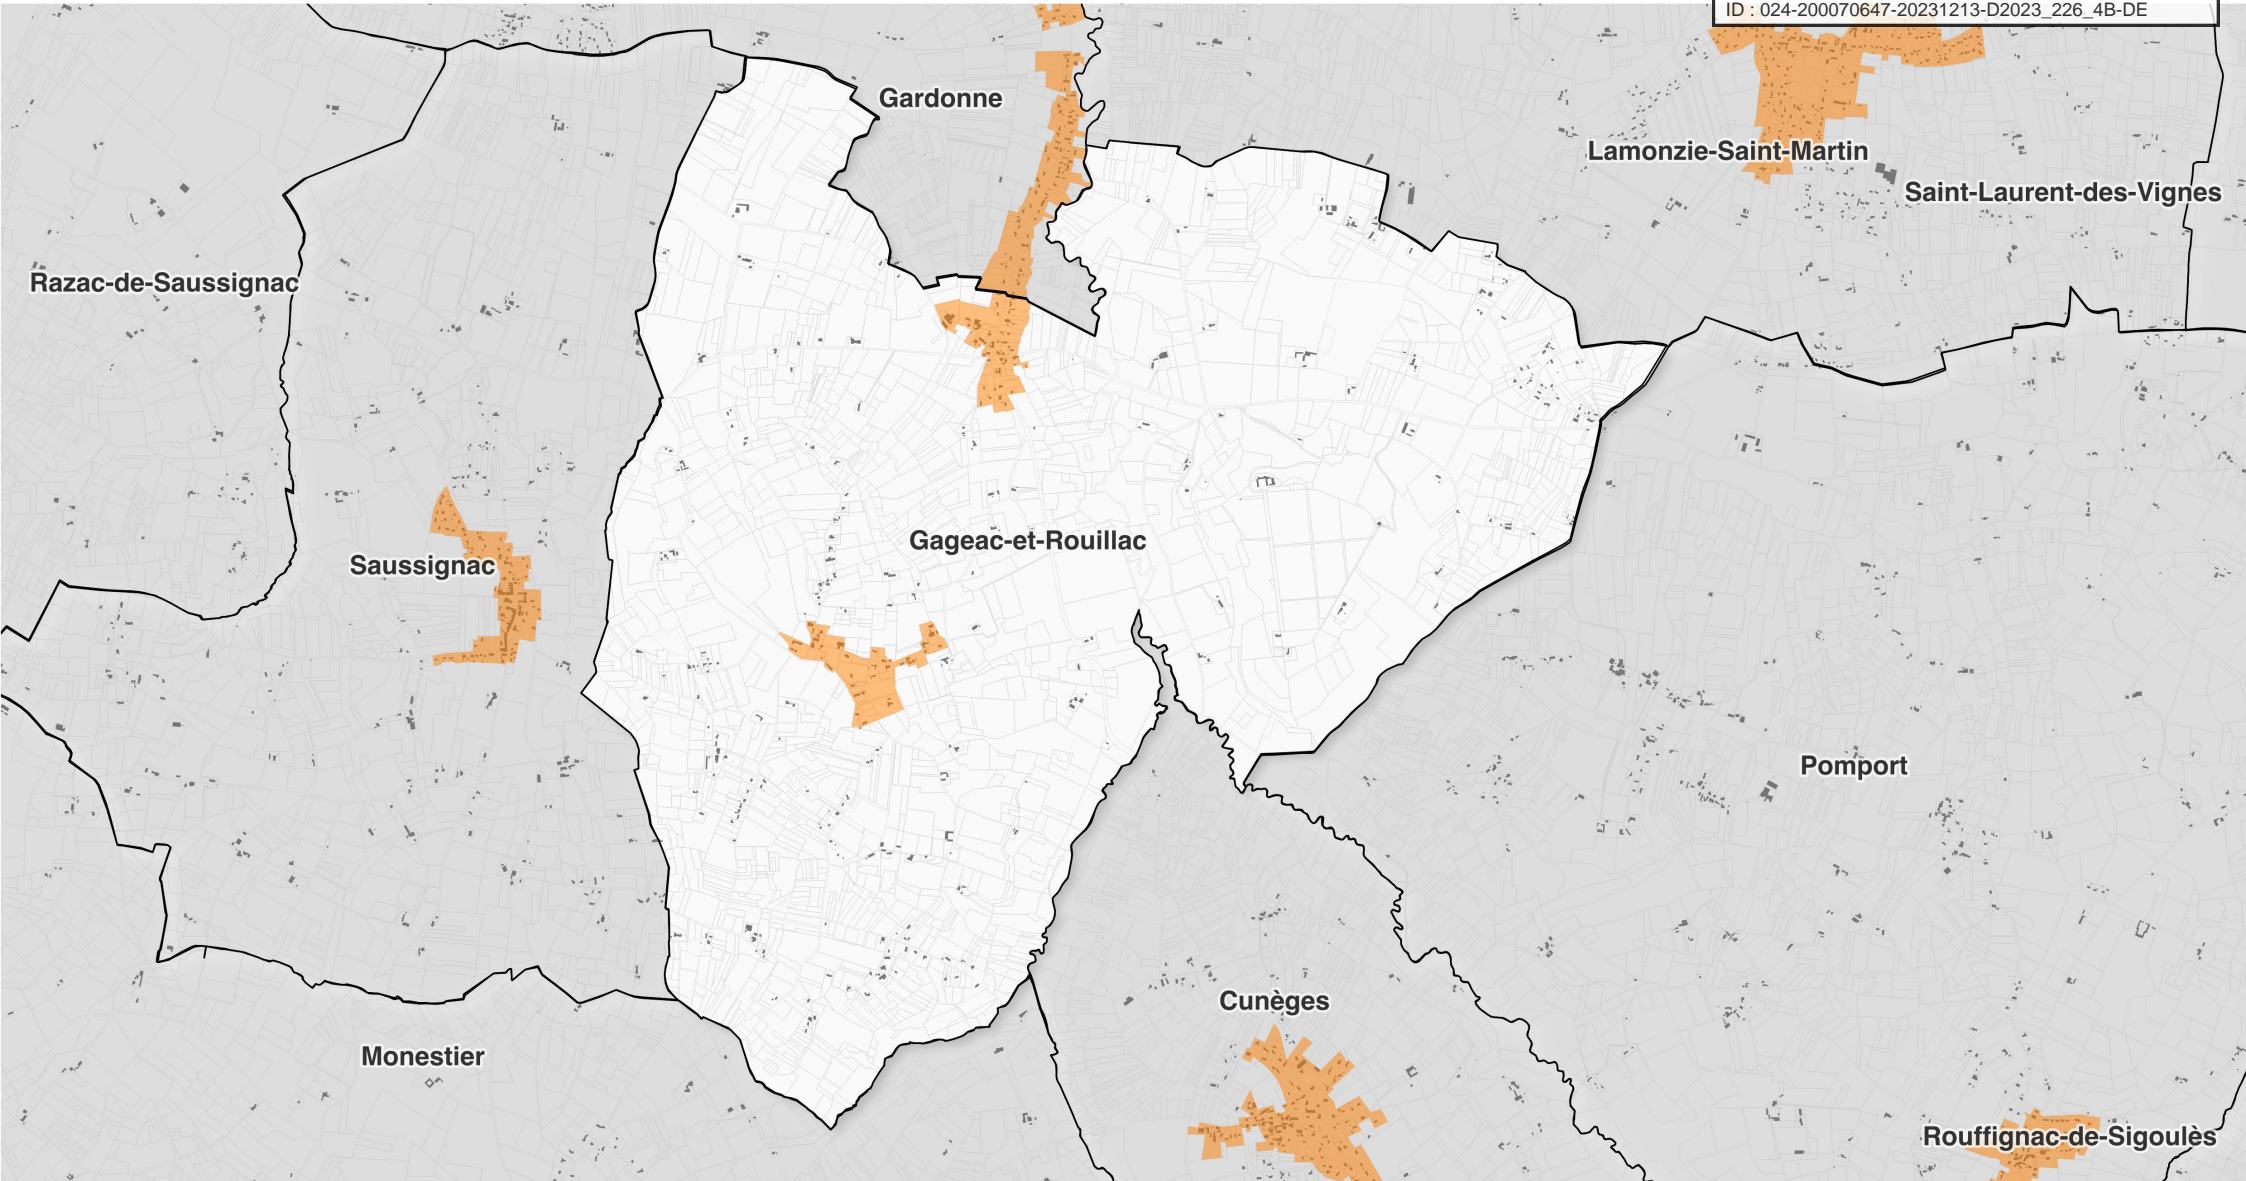 ID : 024-200070647-20231213-D2023_226_4B-DE
Gardonne
Lamonzie-Saint-Martin
Saint-Laurent-des-Vignes
Razac-de-Saussignac
Gageac-et-Rouillac
Saussignac
Pomport
Cunèges
Monestier
Rouffignac-de-Sigoulès